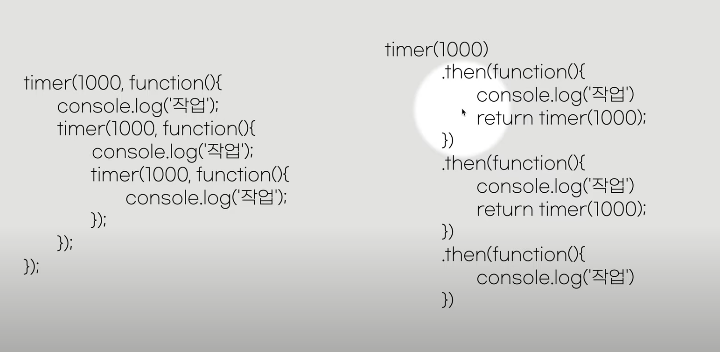 timer(1000, function(){
console.log('작업');
timer(1000, function(){
console.log('작업');
timer(1000, function(){
console.log('작업');
});
});
});
timer(1000)
.then(function(){
console.log('작업')
return timer(1000);
})
.then(function(){
console.log('작업')
return timer(1000);
})
.then(function(){
console.log('작업')
})